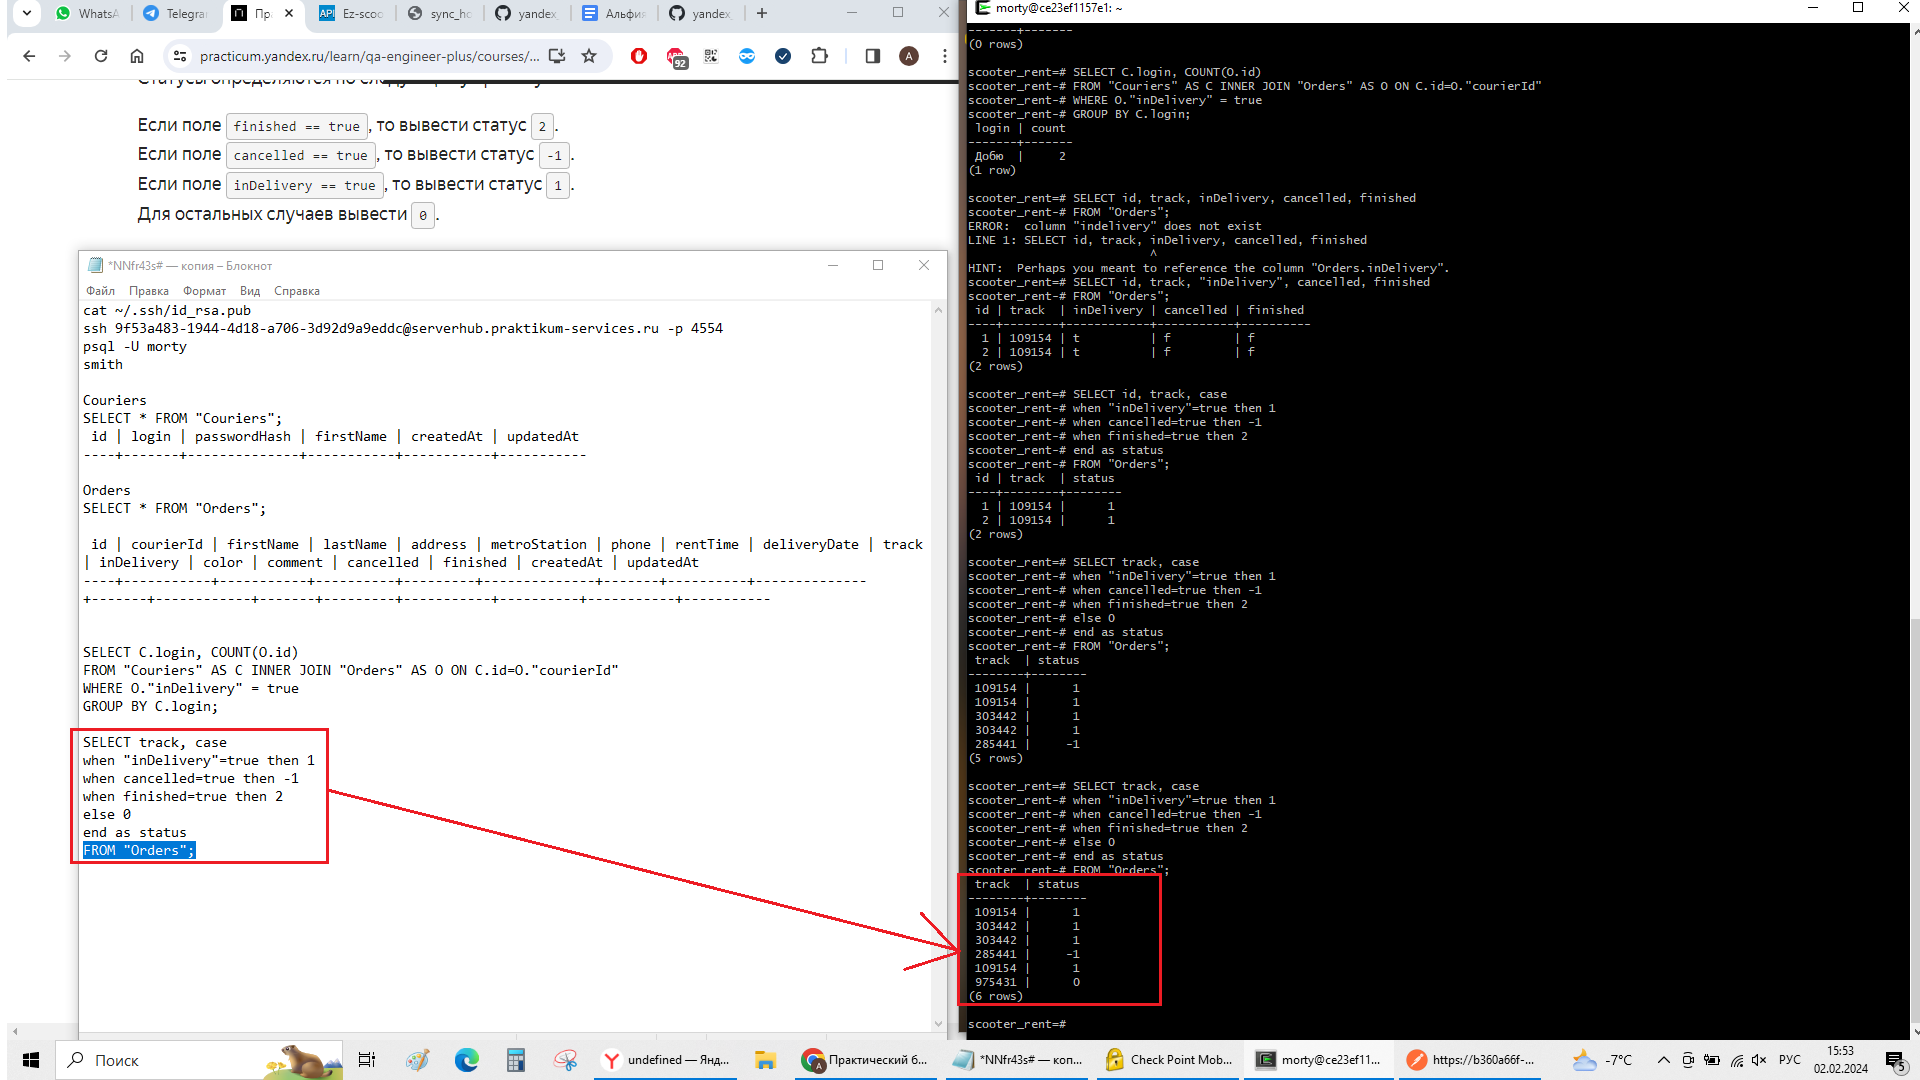 WhatsA
Telegra
Пра
Ez-scoo
sync_ho
yandex_
Альфия
yandex_
practicum.yandex.ru/learn/qa-engineer-plus/courses/...
92
A
Если поле finished == true, то вывести статус 2.
Если поле cancelled == true, то вывести статус -1.
Если поле inDelivery == true, то вывести статус 1.
Для остальных случаев вывести 0.
*NNfr43s# — копия – Блокнот
Файл Правка Формат Вид Справка
cat ~/.ssh/id_rsa.pub
ssh 9f53a483-1944-4d18-a706-3d92d9a9eddc@serverhub.praktikum-services.ru -p 4554
psql -U morty
smith
Couriers
SELECT * FROM "Couriers";
id | login | passwordHash | firstName | createdAt | updatedAt
----+-------+--------------+-----------+-----------+-----------
Orders
SELECT * FROM "Orders";
id | courierId | firstName | lastName | address | metroStation | phone | rentTime | deliveryDate | track
| inDelivery | color | comment | cancelled | finished | createdAt | updatedAt
----+-----------+-----------+----------+---------+--------------+-------+----------+--------------
+-------+------------+-------+---------+-----------+----------+-----------+-----------
SELECT C.login, COUNT(O.id)
FROM "Couriers" AS C INNER JOIN "Orders" AS O ON C.id=O."courierId"
WHERE O."inDelivery" = true
GROUP BY C.login;
SELECT track, case
when "inDelivery"=true then 1
when cancelled=true then -1
when finished=true then 2
else 0
end as status
FROM "Orders";
morty@ce23ef1157e1: ~
-------+-------
(0 rows)
scooter_rent=# SELECT C.login, COUNT(O.id)
scooter_rent-# FROM "Couriers" AS C INNER JOIN "Orders" AS O ON C.id=O."courierId"
scooter_rent-# WHERE O."inDelivery" = true
scooter_rent-# GROUP BY C.login;
login | count
-------+-------
Добю | 2
(1 row)
scooter_rent=# SELECT id, track, inDelivery, cancelled, finished
scooter_rent-# FROM "Orders";
ERROR: column "indelivery" does not exist
LINE 1: SELECT id, track, inDelivery, cancelled, finished
^
HINT: Perhaps you meant to reference the column "Orders.inDelivery".
scooter_rent=# SELECT id, track, "inDelivery", cancelled, finished
scooter_rent-# FROM "Orders";
id | track | inDelivery | cancelled | finished
----+--------+------------+-----------+----------
1 | 109154 | t | f | f
2 | 109154 | t | f | f
(2 rows)
scooter_rent=# SELECT id, track, case
scooter_rent-# when "inDelivery"=true then 1
scooter_rent-# when cancelled=true then -1
scooter_rent-# when finished=true then 2
scooter_rent-# end as status
scooter_rent-# FROM "Orders";
id | track | status
----+--------+--------
1 | 109154 | 1
2 | 109154 | 1
(2 rows)
scooter_rent=# SELECT track, case
scooter_rent-# when "inDelivery"=true then 1
scooter_rent-# when cancelled=true then -1
scooter_rent-# when finished=true then 2
scooter_rent-# else 0
scooter_rent-# end as status
scooter_rent-# FROM "Orders";
track | status
--------+--------
109154 | 1
109154 | 1
303442 | 1
303442 | 1
285441 | -1
(5 rows)
scooter_rent=# SELECT track, case
scooter_rent-# when "inDelivery"=true then 1
scooter_rent-# when cancelled=true then -1
scooter_rent-# when finished=true then 2
scooter_rent-# else 0
scooter_rent-# end as status
scooter_rent-# FROM "Orders";
track | status
--------+--------
109154 | 1
303442 | 1
303442 | 1
285441 | -1
109154 | 1
975431 | 0
(6 rows)
scooter_rent=#
Поиск
undefined — Янд...
Практический б...
*NNfr43s# — коп...
Check Point Mob...
morty@ce23ef11...
https://b360a66f-...
-7°C
РУС
15:53
02.02.2024
5